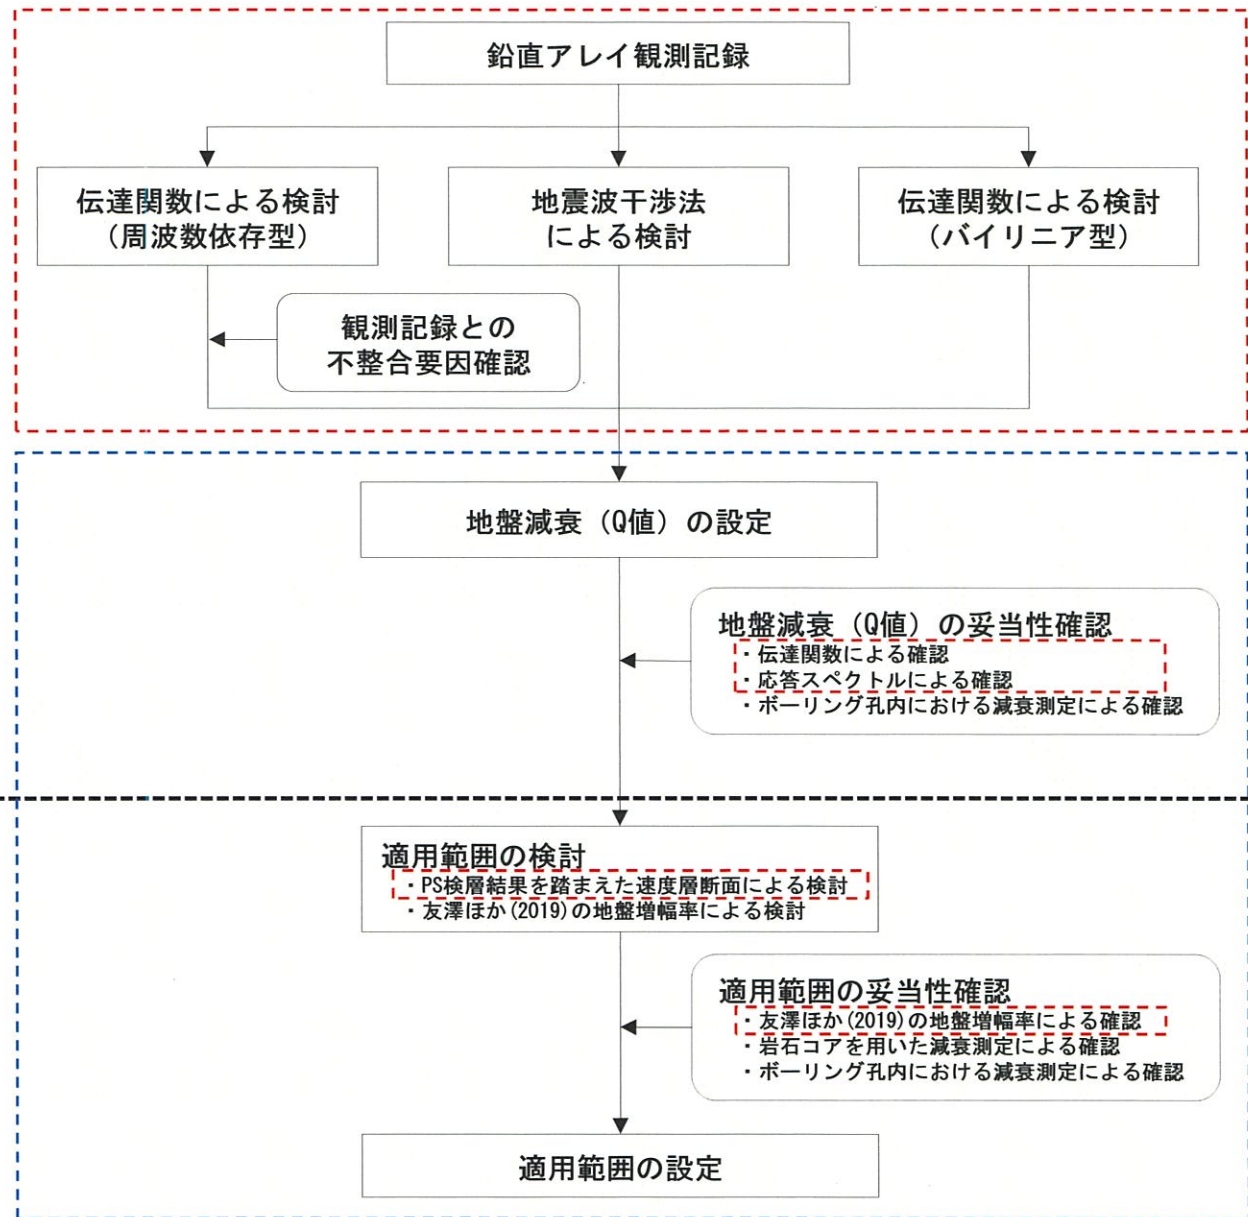 鉛直アレイ観測記録
伝達関数による検討
（周波数依存型）
地震波干渉法
による検討
伝達関数による検討
（バイリニア型）
観測記録との
不整合要因確認
地盤減衰（Q値）の設定
地盤減衰（Q値）の妥当性確認
・伝達関数による確認
・応答スペクトルによる確認
・ボーリング孔内における減衰測定による確認
適用範囲の検討
・PS検層結果を踏まえた速度層断面による検討
・友澤ほか(2019)の地盤増幅率による検討
適用範囲の妥当性確認
・友澤ほか(2019)の地盤増幅率による確認
・岩石コアを用いた減衰測定による確認
・ボーリング孔内における減衰測定による確認
適用範囲の設定